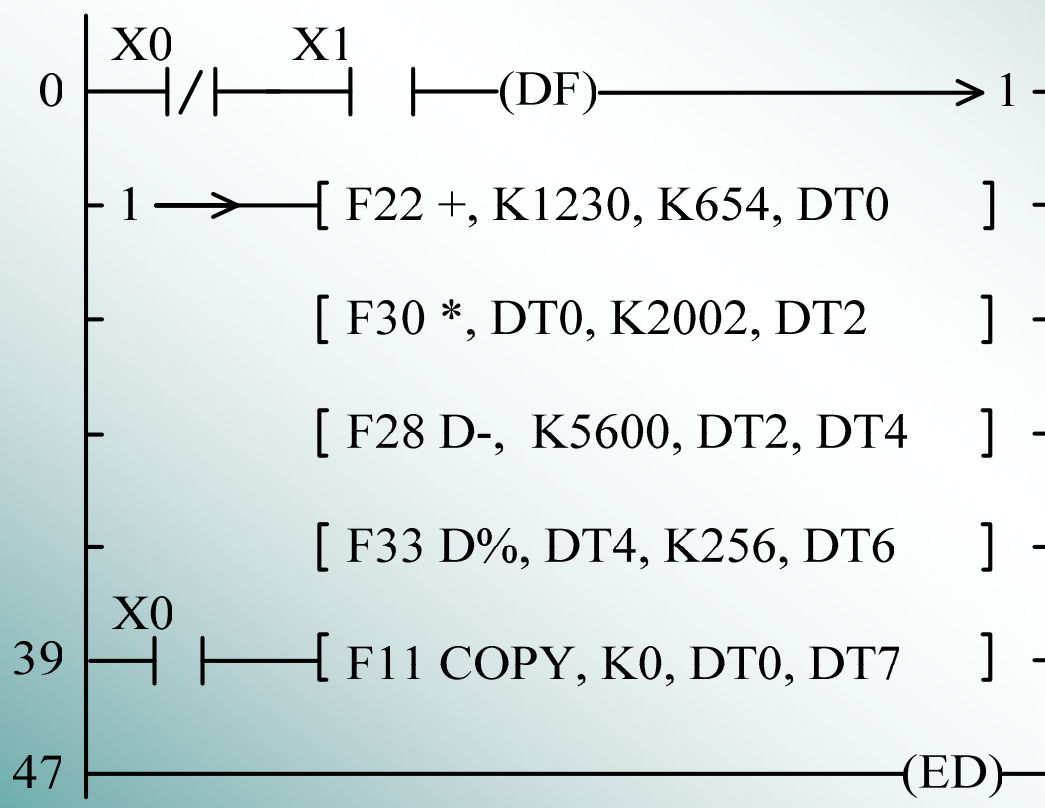 X0 X1
0 (DF) 1
1 [ F22 +, K1230, K654, DT0 ]
[ F30 *, DT0, K2002, DT2 ]
[ F28 D-, K5600, DT2, DT4 ]
[ F33 D%, DT4, K256, DT6 ]
X0
39 [ F11 COPY, K0, DT0, DT7 ]
47 (ED)